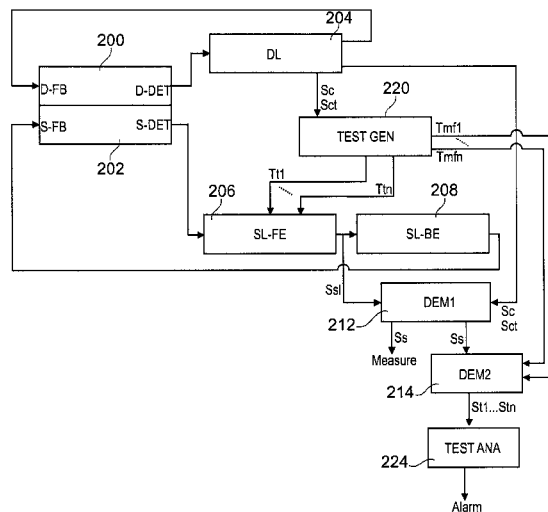 204
200
DL
D-FB
D-DET
Sc
Sct
220
S-FB
S-DET
TEST GEN
Tmf1
Tmfn
202
Tt1
Ttn
206
208
SL-FE
SL-BE
Ssl
DEM1
Sc
Sct
212
Ss
Ss
Measure
DEM2
214
St1...Stn
TEST ANA
224
Alarm